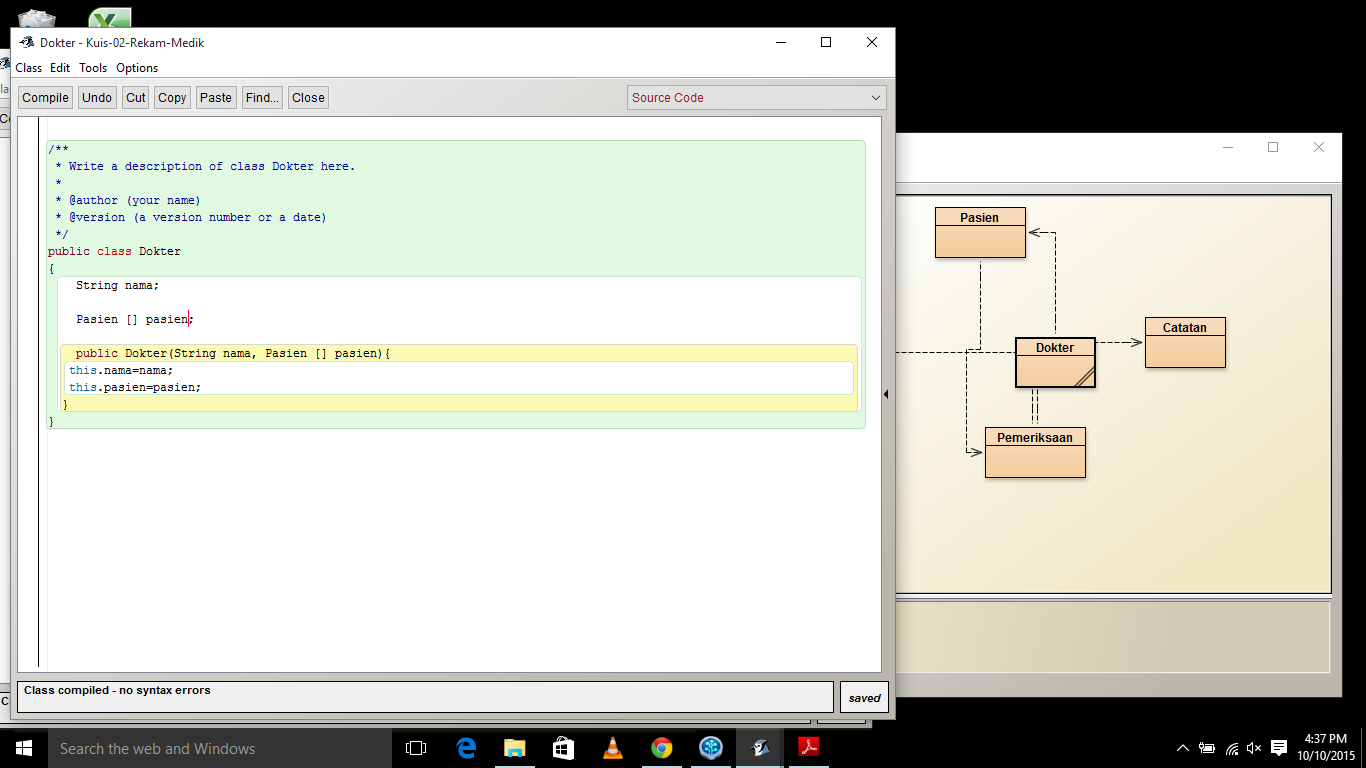 Dokter - Kuis-02-Rekam-Medik
Class Edit Tools Options
Compile Undo Cut Copy Paste Find... Close Source Code
/**
* Write a description of class Dokter here.
*
* @author (your name)
* @version (a version number or a date)
*/
public class Dokter
{
String nama;
Pasien [] pasien;
public Dokter(String nama, Pasien [] pasien){
this.nama=nama;
this.pasien=pasien;
}
}
Class compiled - no syntax errors
saved
Pasien
Catatan
Dokter
Pemeriksaan
Search the web and Windows
4:37 PM
10/10/2015